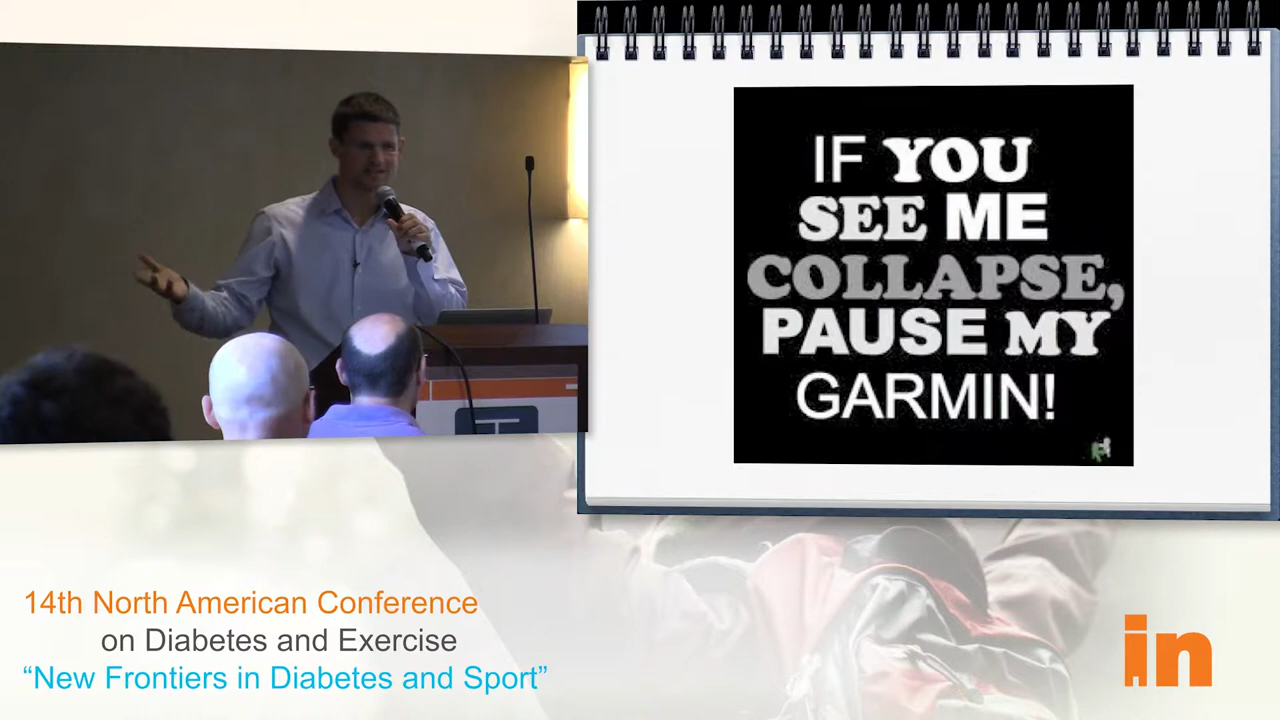 IF YOU
SEE ME
COLLAPSE,
PAUSE MY
GARMIN!
14th North American Conference
on Diabetes and Exercise
“New Frontiers in Diabetes and Sport”
in